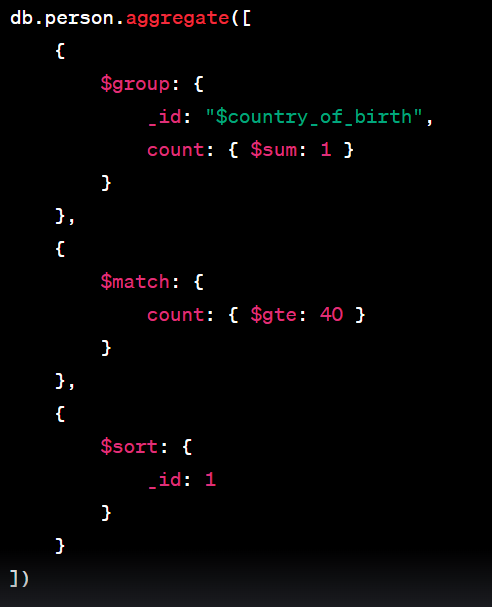 db.person.aggregate([
    {
        $group: {
            _id: "$country_of_birth",
            count: { $sum: 1 }
        }
    },
    {
        $match: {
            count: { $gte: 40 }
        }
    },
    {
        $sort: {
            _id: 1
        }
    }
])